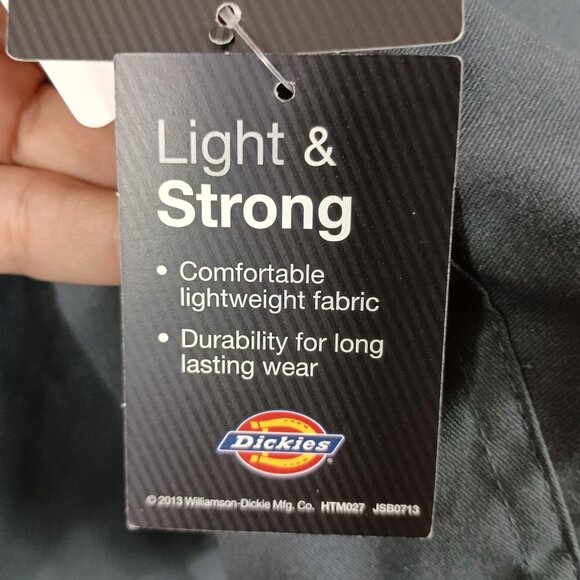 Light &
Strong
• Comfortable
lightweight fabric
• Durability for long
lasting wear
Dickies
® 
© 2013 Williamson-Dickie Mfg. Co. HTM027 JSB0713